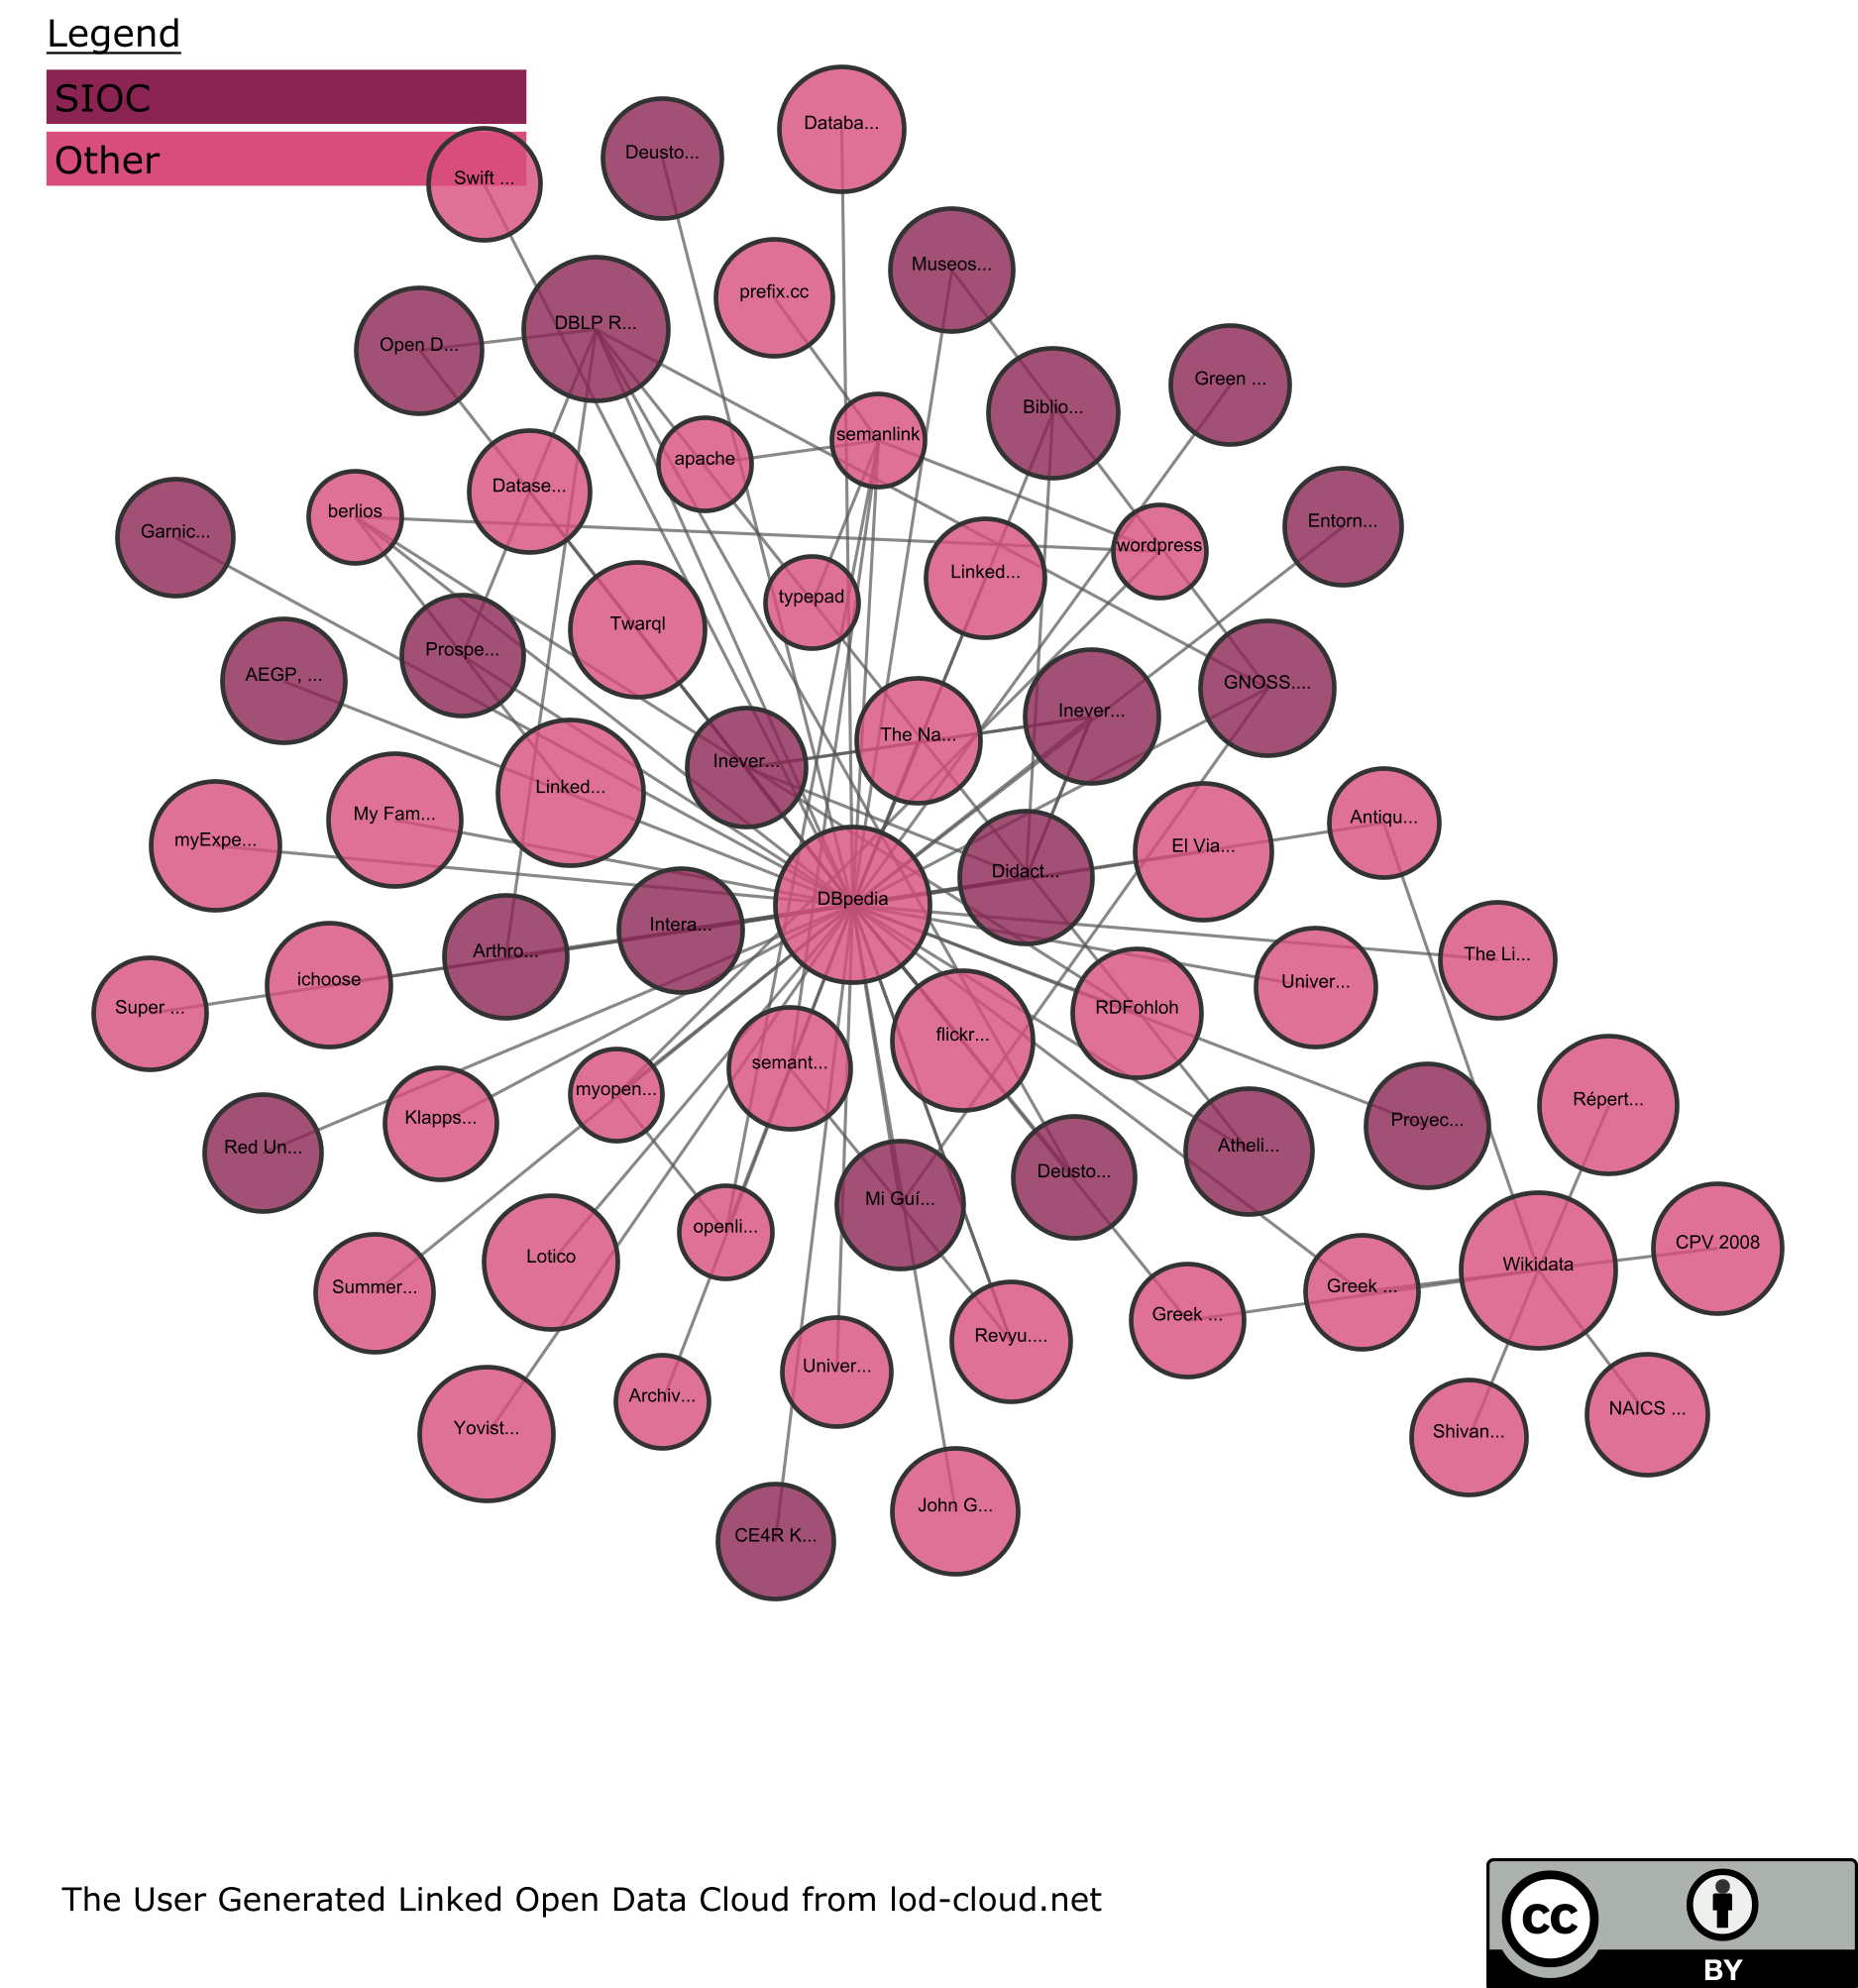 Legend
SIOC
Other
Databa...
Deusto...
Swift ...
Museos...
prefix.cc
DBLP R...
Open D...
Green ...
Biblio...
semanlink
apache
Datase...
berlios
Entorn...
Garnic...
wordpress
Linked...
typepad
Twarql
Prospe...
AEGP, ...
GNOSS....
Inever...
The Na...
Inever...
Linked...
My Fam...
Antiqu...
myExpe...
El Via...
Didact...
DBpedia
Intera...
Arthro...
The Li...
ichoose
Univer...
Super ...
RDFohloh
flickr...
semant...
myopen...
Répert...
Klapps...
Proyec...
Red Un...
Atheli...
Deusto...
Mi Guí...
openli...
CPV 2008
Lotico
Wikidata
Summer...
Greek ...
Greek ...
Revyu....
Univer...
Archiv...
NAICS ...
Yovist...
Shivan...
John G...
CE4R K...
The User Generated Linked Open Data Cloud from lod-cloud.net
cc
BY